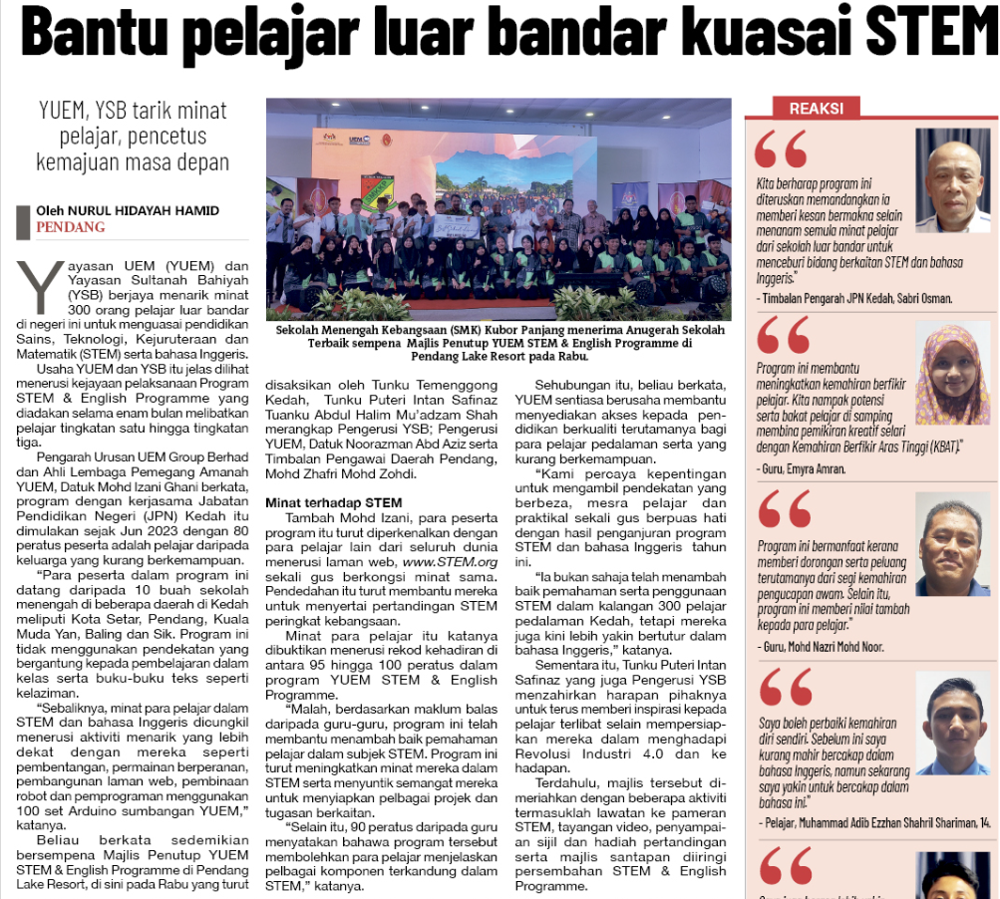 Bantu pelajar luar bandar kuasai STEM
YUEM, YSB tarik minat
pelajar, pencetus
kemajuan masa depan
Oleh NURUL HIDAYAH HAMID
PENDANG
Yayasan UEM (YUEM) dan
Yayasan Sultanah Bahiyah
(YSB) berjaya menarik minat
300 orang pelajar luar bandar
di negeri ini untuk menguasai pendidikan
Sains, Teknologi, Kejuruteraan dan
Matematik (STEM) serta bahasa Inggeris.
Usaha YUEM dan YSB itu jelas dilihat
menerusi kejayaan pelaksanaan Program
STEM & English Programme yang
diadakan selama enam bulan melibatkan
pelajar tingkatan satu hingga tingkatan
tiga.
Pengarah Urusan UEM Group Berhad
dan Ahli Lembaga Pemegang Amanah
YUEM, Datuk Mohd Izani Ghani berkata,
program dengan kerjasama Jabatan
Pendidikan Negeri (JPN) Kedah itu
dimulakan sejak Jun 2023 dengan 80
peratus peserta adalah pelajar daripada
keluarga yang kurang berkemampuan.
“Para peserta dalam program ini
datang daripada 10 buah sekolah
menengah di beberapa daerah di Kedah
meliputi Kota Setar, Pendang, Kuala
Muda Yan, Baling dan Sik. Program ini
tidak menggunakan pendekatan yang
bergantung kepada pembelajaran dalam
kelas serta buku-buku teks seperti
kelaziman.
“Sebaliknya, minat para pelajar dalam
STEM dan bahasa Inggeris dicungkil
menerusi aktiviti menarik yang lebih
dekat dengan mereka seperti
pembentangan, permainan berperanan,
pembangunan laman web, pembinaan
robot dan pemprograman menggunakan
100 set Arduino sumbangan YUEM,”
katanya.
Beliau berkata sedemikian
bersempena Majlis Penutup YUEM
STEM & English Programme di Pendang
Lake Resort, di sini pada Rabu yang turut
Sekolah Menengah Kebangsaan (SMK) Kubor Panjang menerima Anugerah Sekolah
Terbaik sempena Majlis Penutup YUEM STEM & English Programme di
Pendang Lake Resort pada Rabu.
disaksikan oleh Tunku Temenggong
Kedah, Tunku Puteri Intan Safinaz
Tuanku Abdul Halim Mu’adzam Shah
merangkap Pengerusi YSB; Pengerusi
YUEM, Datuk Noorazman Abd Aziz serta
Timbalan Pengawai Daerah Pendang,
Mohd Zhafri Mohd Zohdi.
Minat terhadap STEM
Tambah Mohd Izani, para peserta
program itu turut diperkenalkan dengan
para pelajar lain dari seluruh dunia
menerusi laman web, www.STEM.org
sekali gus berkongsi minat sama.
Pendedahan itu turut membantu mereka
untuk menyertai pertandingan STEM
peringkat kebangsaan.
Minat para pelajar itu katanya
dibuktikan menerusi rekod kehadiran di
antara 95 hingga 100 peratus dalam
program YUEM STEM & English
Programme.
“Malah, berdasarkan maklum balas
daripada guru-guru, program ini telah
membantu menambah baik pemahaman
pelajar dalam subjek STEM. Program ini
turut meningkatkan minat mereka dalam
STEM serta menyuntik semangat mereka
untuk menyiapkan pelbagai projek dan
tugasan berkaitan.
“Selain itu, 90 peratus daripada guru
menyatakan bahawa program tersebut
membolehkan para pelajar menjelaskan
pelbagai komponen terkandung dalam
STEM,” katanya.
Sehubungan itu, beliau berkata,
YUEM sentiasa berusaha membantu
menyediakan akses kepada pen-
didikan berkualiti terutamanya bagi
para pelajar pedalaman serta yang
kurang berkemampuan.
“Kami percaya kepentingan
untuk mengambil pendekatan yang
berbeza, mesra pelajar dan
praktikal sekali gus berpuas hati
dengan hasil penganjuran program
STEM dan bahasa Inggeris tahun
ini.
“Ia bukan sahaja telah menambah
baik pemahaman serta penggunaan
STEM dalam kalangan 300 pelajar
pedalaman Kedah, tetapi mereka
juga kini lebih yakin bertutur dalam
bahasa Inggeris,” katanya.
Sementara itu, Tunku Puteri Intan
Safinaz yang juga Pengerusi YSB
menzahirkan harapan pihaknya
untuk terus memberi inspirasi kepada
pelajar terlibat selain mempersiap-
kan mereka dalam menghadapi
Revolusi Industri 4.0 dan ke
hadapan.
Terdahulu, majlis tersebut di-
meriahkan dengan beberapa aktiviti
termasuklah lawatan ke pameran
STEM, tayangan video, penyampai-
an sijil dan hadiah pertandingan
serta majlis santapan diiringi
persembahan STEM & English
Programme.
REAKSI
Kita berharap program ini
diteruskan memandangkan ia
memberi kesan bermakna selain
menanam semula minat pelajar
dari sekolah luar bandar untuk
menceburi bidang berkaitan STEM dan bahasa
Inggeris.”
- Timbalan Pengarah JPN Kedah, Sabri Osman.
Program ini membantu
meningkatkan kemahiran berfikir
pelajar. Kita nampak potensi
serta bakat pelajar di samping
membina pemikiran kreatif selari
dengan Kemahiran Berfikir Aras Tinggi (KBAT).”
- Guru, Emyra Amran.
Program ini bermanfaat kerana
memberi dorongan serta peluang
terutamanya dari segi kemahiran
pengucapan awam. Selain itu,
program ini memberi nilai tambah
kepada para pelajar.”
- Guru, Mohd Nazri Mohd Noor.
Saya boleh perbaiki kemahiran
diri sendiri. Sebelum ini saya
kurang mahir bercakap dalam
bahasa Inggeris, namun sekarang
saya yakin untuk bercakap dalam
bahasa ini.”
- Pelajar, Muhammad Adib Ezzhan Shahril Shariman, 14.